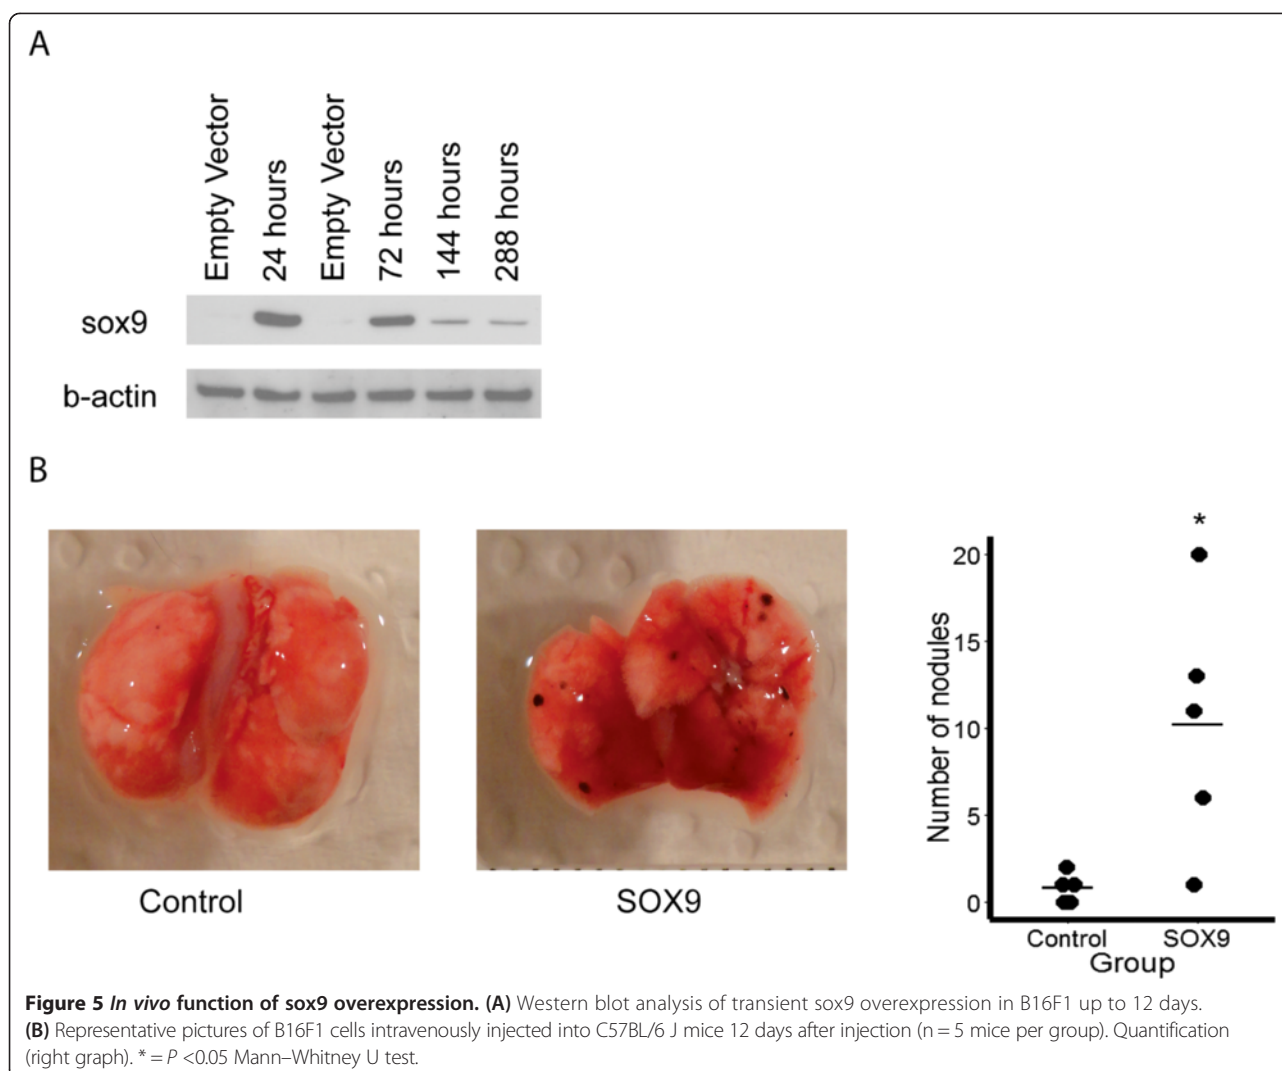 A
Empty Vector
24 hours
Empty Vector
72 hours
144 hours
288 hours
sox9
b-actin
B
Control
SOX9
*
20
15
10
5
0
Number of nodules
Control
SOX9
Group
Figure 5 In vivo function of sox9 overexpression. (A) Western blot analysis of transient sox9 overexpression in B16F1 up to 12 days.
(B) Representative pictures of B16F1 cells intravenously injected into C57BL/6 J mice 12 days after injection (n = 5 mice per group). Quantification
(right graph). * = P <0.05 Mann–Whitney U test.